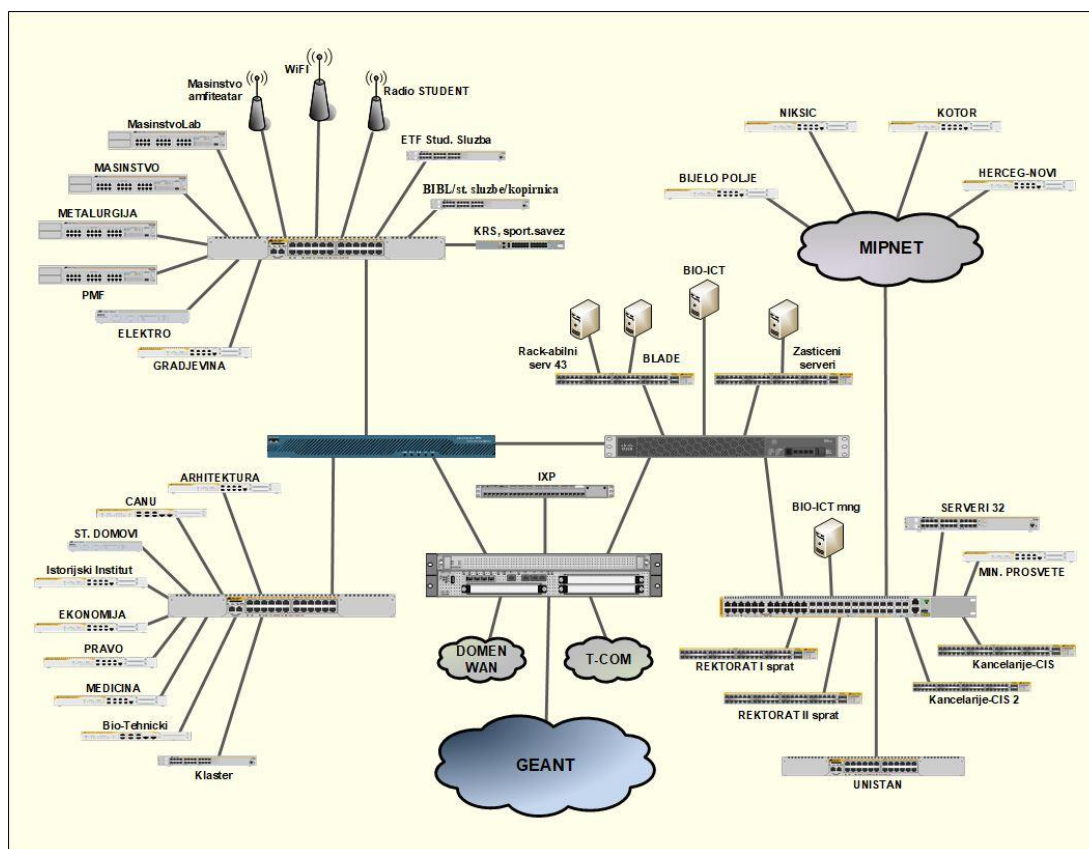 WiFI
Masinstvo
amfiteatar
Radio STUDENT
MasinstvoLab
ETF Stud. Sluzba
MASINSTVO
BIBL/st. sluzbe/kopirnica
METALURGIJA
KRS, sport.savez
PMF
ELEKTRO
GRADJEVINA
NIKSIC
KOTOR
BIJELO POLJE
HERCEG-NOVI
MIPNET
BIO-ICT
Rack-abilni
serv 43
BLADE
Zasticeni
serveri
ARHITEKTURA
CANU
ST. DOMOVI
Istorijski Institut
EKONOMIJA
PRAVO
MEDICINA
Bio-Tehnicki
Klaster
IXP
DOMEN
WAN
T-COM
GEANT
BIO-ICT mng
SERVERI 32
MIN. PROSVETE
REKTORAT I sprat
Kancelarije-CIS
REKTORAT II sprat
Kancelarije-CIS 2
UNISTAN